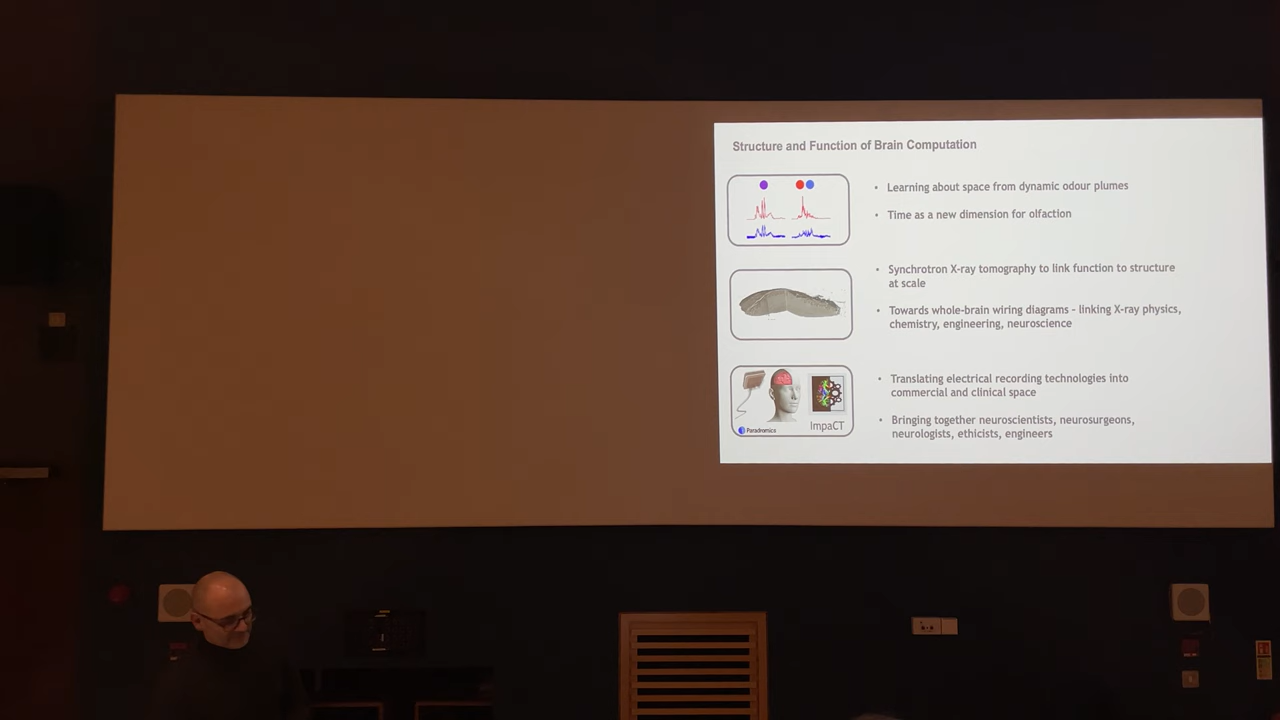 Structure and Function of Brain Computation
• Learning about space from dynamic odour plumes
• Time as a new dimension for olfaction
• Synchrotron X-ray tomography to link function to structure
at scale
• Towards whole-brain wiring diagrams - linking X-ray physics,
chemistry, engineering, neuroscience
Paradromics
ImpaCT
• Translating electrical recording technologies into
commercial and clinical space
• Bringing together neuroscientists, neurosurgeons,
neurologists, ethicists, engineers